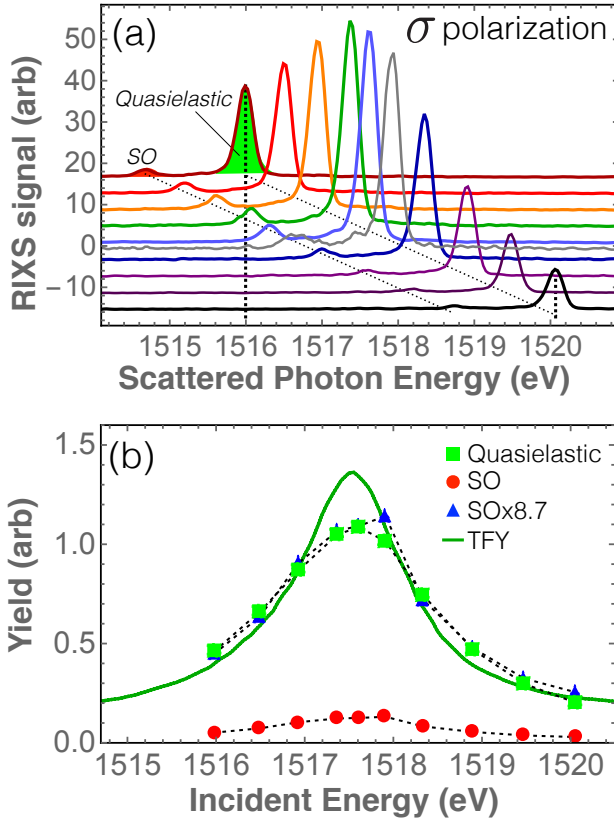 (a)
σ polarization
Quasielastic
SO
RIXS signal (arb)
50
40
30
20
10
0
−10
1515 1516 1517 1518 1519 1520
Scattered Photon Energy (eV)
(b)
Quasielastic
SO
SOx8.7
TFY
Yield (arb)
1.5
1.0
0.5
0.0
1515 1516 1517 1518 1519 1520
Incident Energy (eV)